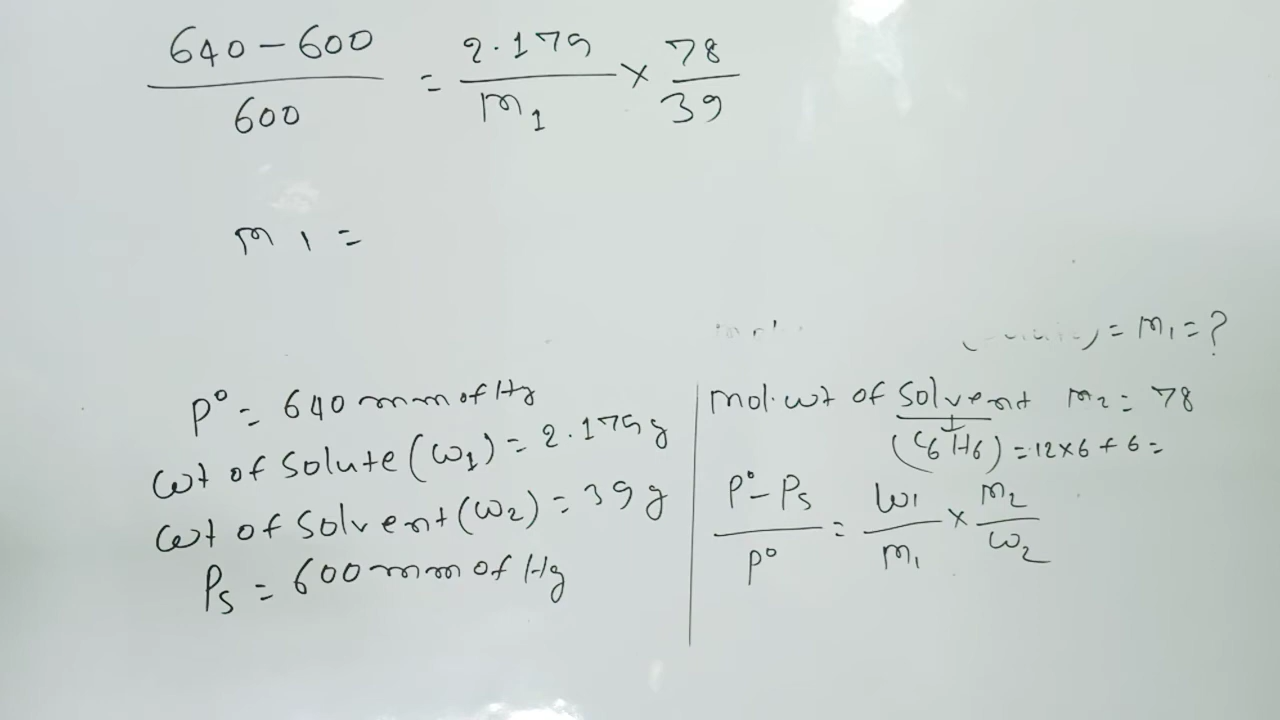 640 - 600 / 600 = 2.179 / m1 × 78 / 39
m1 =
= m1 = ?
P° = 640 mm of Hg
wt of solute (w1) = 2.175 g
wt of solvent (w2) = 39 g
Ps = 600 mm of Hg
mol. wt of solvent m2 = 78
(C6H6) = 12×6 + 6 =
P° - Ps / P° = w1 / m1 × m2 / w2